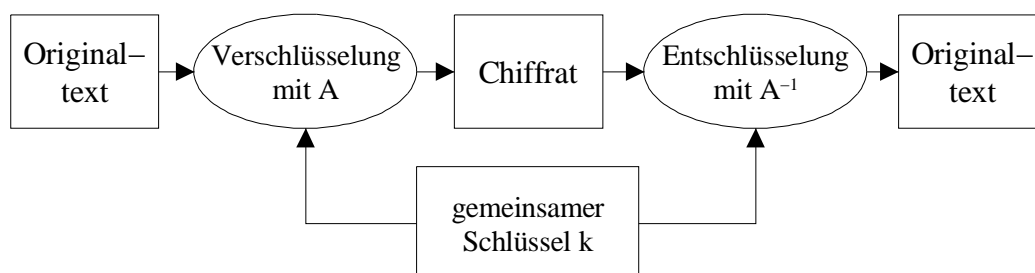 Original–
text
Verschlüsselung
mit A
Chiffrat
Entschlüsselung
mit A⁻¹
Original–
text
gemeinsamer
Schlüssel k